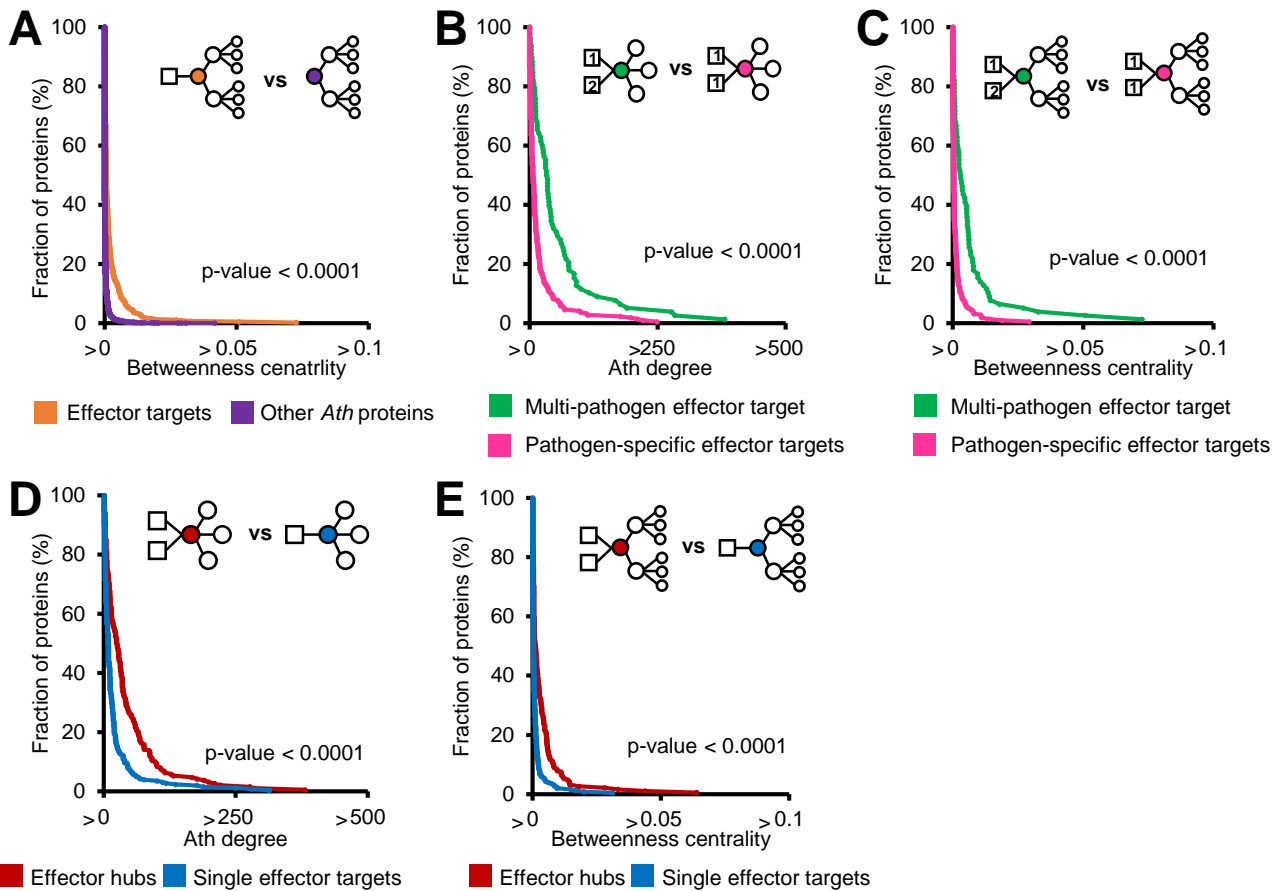 A
100
80
60
40
20
0
Fraction of proteins (%)
vs
p-value < 0.0001
>0
>0.05
>0.1
Betweenness cenatrlity
Effector targets
Other Ath proteins
B
100
80
60
40
20
0
Fraction of proteins (%)
1
2
vs
1
1
p-value < 0.0001
>0
>250
>500
Ath degree
Multi-pathogen effector target
Pathogen-specific effector targets
C
100
80
60
40
20
0
Fraction of proteins (%)
1
2
vs
1
1
p-value < 0.0001
>0
>0.05
>0.1
Betweenness centrality
Multi-pathogen effector target
Pathogen-specific effector targets
D
100
80
60
40
20
0
Fraction of proteins (%)
vs
p-value < 0.0001
>0
>250
>500
Ath degree
Effector hubs
Single effector targets
E
100
80
60
40
20
0
Fraction of proteins (%)
vs
p-value < 0.0001
>0
>0.05
>0.1
Betweenness centrality
Effector hubs
Single effector targets